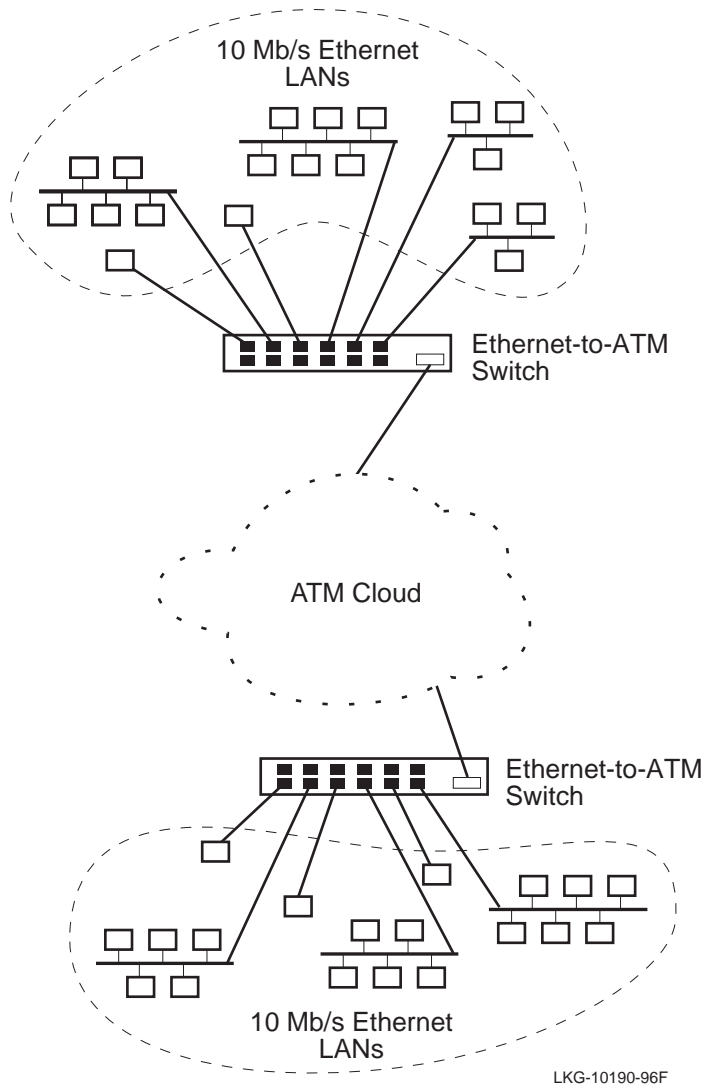 10 Mb/s Ethernet
LANs
Ethernet-to-ATM
Switch
ATM Cloud
Ethernet-to-ATM
Switch
10 Mb/s Ethernet
LANs
LKG-10190-96F